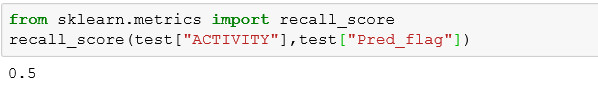 from sklearn.metrics import recall_score
recall_score(test["ACTIVITY"],test["Pred_flag"])
0.5